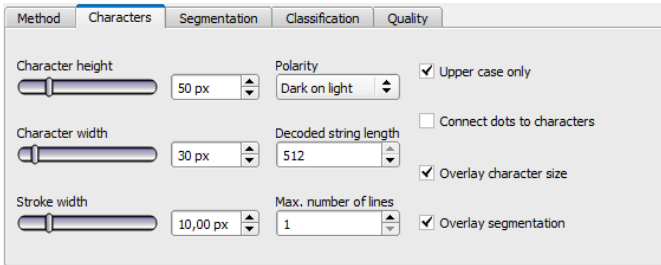 Method Characters Segmentation Classification Quality
Character height Polarity
50 px Dark on light Upper case only
Connect dots to characters
Character width Decoded string length
30 px 512
Overlay character size
Stroke width Max. number of lines
10,00 px 1 Overlay segmentation